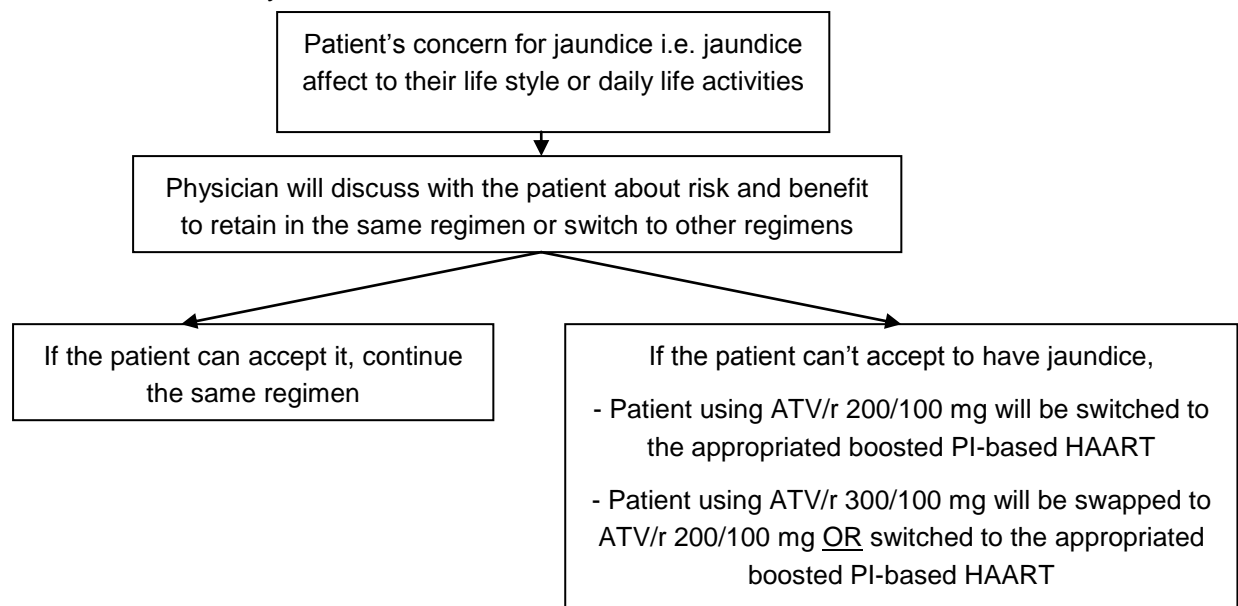 Patient’s concern for jaundice i.e. jaundice
affect to their life style or daily life activities
Physician will discuss with the patient about risk and benefit
to retain in the same regimen or switch to other regimens
If the patient can accept it, continue
the same regimen
If the patient can’t accept to have jaundice,
- Patient using ATV/r 200/100 mg will be switched to
the appropriated boosted PI-based HAART
- Patient using ATV/r 300/100 mg will be swapped to
ATV/r 200/100 mg OR switched to the appropriated
boosted PI-based HAART